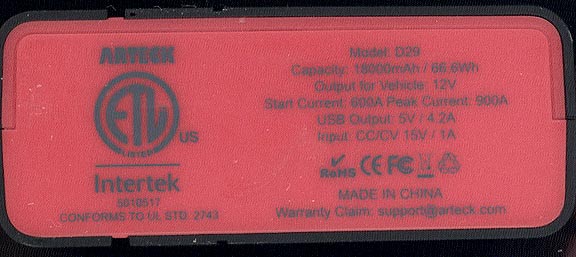 ARTECK
ETL
LISTED
US
Intertek
5010517
CONFORMS TO UL STD. 2743
Model: D29
Capacity: 18000mAh / 66.6Wh
Output for Vehicle: 12V
Start Current: 600A Peak Current: 900A
USB Output: 5V / 4.2A
Input: CC/CV 15V / 1A
RoHS CE FC
MADE IN CHINA
Warranty Claim: support@arteck.com